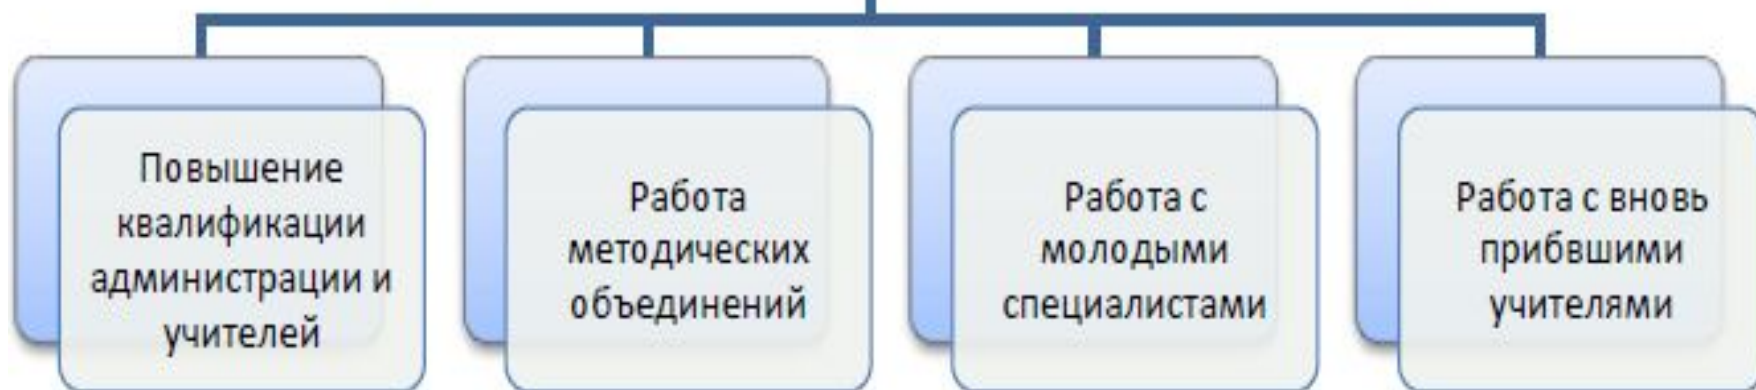 Повышение
квалификации
администрации и
учителей
Работа
методических
объединений
Работа с
молодыми
специалистами
Работа с вновь
прибвшими
учителями